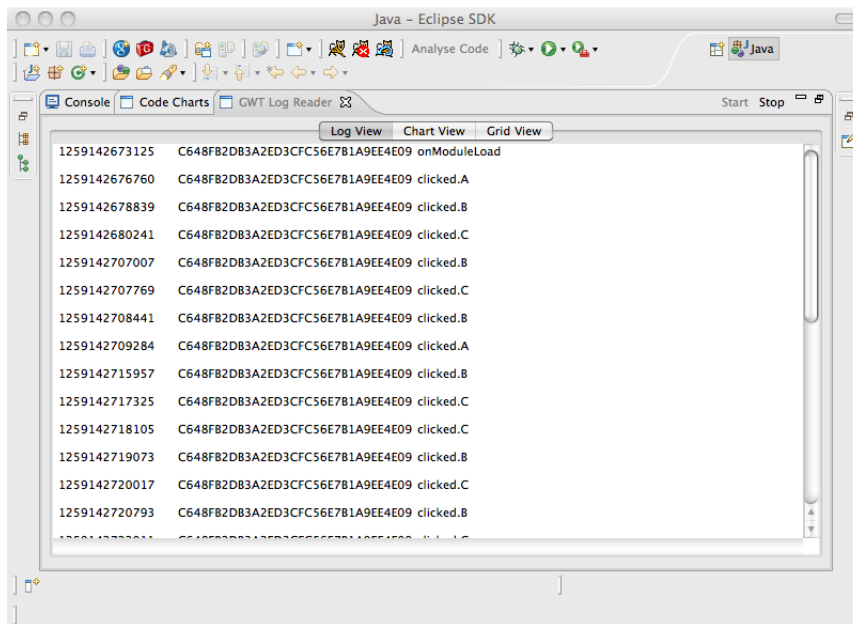 Java - Eclipse SDK
Analyse Code
Java
Console Code Charts GWT Log Reader Start Stop
Log View Chart View Grid View
1259142673125 C648FB2DB3A2ED3CFC56E7B1A9EE4E09 onModuleLoad
1259142676760 C648FB2DB3A2ED3CFC56E7B1A9EE4E09 clicked.A
1259142678839 C648FB2DB3A2ED3CFC56E7B1A9EE4E09 clicked.B
1259142680241 C648FB2DB3A2ED3CFC56E7B1A9EE4E09 clicked.C
1259142707007 C648FB2DB3A2ED3CFC56E7B1A9EE4E09 clicked.B
1259142707769 C648FB2DB3A2ED3CFC56E7B1A9EE4E09 clicked.C
1259142708441 C648FB2DB3A2ED3CFC56E7B1A9EE4E09 clicked.B
1259142709284 C648FB2DB3A2ED3CFC56E7B1A9EE4E09 clicked.A
1259142715957 C648FB2DB3A2ED3CFC56E7B1A9EE4E09 clicked.B
1259142717325 C648FB2DB3A2ED3CFC56E7B1A9EE4E09 clicked.C
1259142718105 C648FB2DB3A2ED3CFC56E7B1A9EE4E09 clicked.C
1259142719073 C648FB2DB3A2ED3CFC56E7B1A9EE4E09 clicked.B
1259142720017 C648FB2DB3A2ED3CFC56E7B1A9EE4E09 clicked.C
1259142720793 C648FB2DB3A2ED3CFC56E7B1A9EE4E09 clicked.B